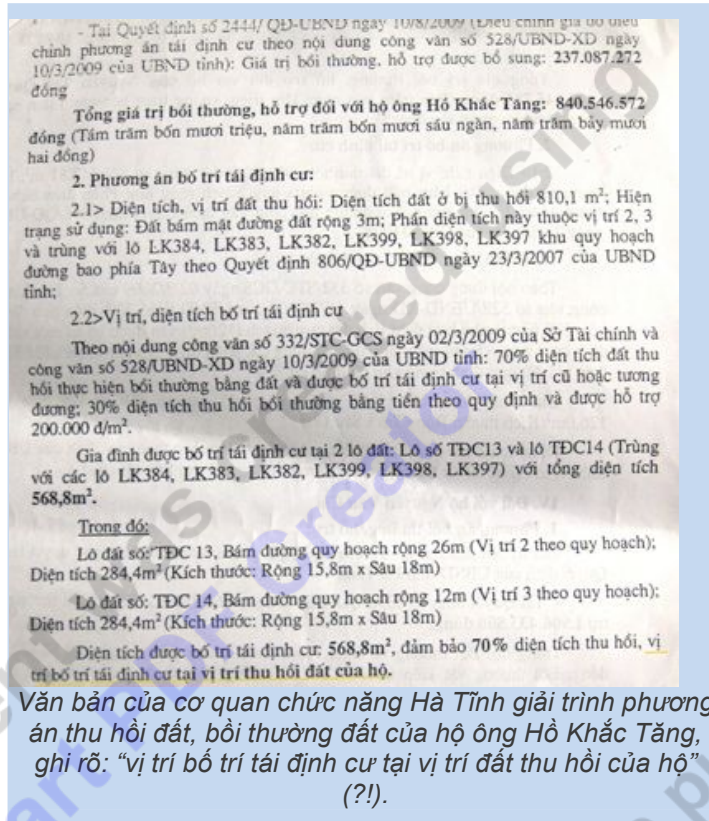 - Tại Quyết định số 2444/ QĐ-UBND ngày 10/8/2009 (Điều chỉnh giá do điều
chỉnh phương án tái định cư theo nội dung công văn số 528/UBND-XD ngày
10/3/2009 của UBND tỉnh): Giá trị bồi thường, hỗ trợ được bổ sung: 237.087.272
đồng
Tổng giá trị bồi thường, hỗ trợ đối với hộ ông Hồ Khắc Tăng: 840.546.572
đồng (Tám trăm bốn mươi triệu, năm trăm bốn mươi sáu ngàn, năm trăm bảy mươi
hai đồng)
2. Phương án bố trí tái định cư:
2.1> Diện tích, vị trí đất thu hồi: Diện tích đất ở bị thu hồi 810,1 m²; Hiện
trạng sử dụng: Đất bám mặt đường đất rộng 3m; Phần diện tích này thuộc vị trí 2, 3
và trùng với lô LK384, LK383, LK382, LK399, LK398, LK397 khu quy hoạch
đường bao phía Tây theo Quyết định 806/QĐ-UBND ngày 23/3/2007 của UBND
tỉnh;
2.2>Vị trí, diện tích bố trí tái định cư
Theo nội dung công văn số 332/STC-GCS ngày 02/3/2009 của Sở Tài chính và
công văn số 528/UBND-XD ngày 10/3/2009 của UBND tỉnh: 70% diện tích đất thu
hồi thực hiện bồi thường bằng đất và được bố trí tái định cư tại vị trí cũ hoặc tương
đương; 30% diện tích thu hồi bồi thường bằng tiền theo quy định và được hỗ trợ
200.000 đ/m².
Gia đình được bố trí tái định cư tại 2 lô đất: Lô số TĐC13 và lô TĐC14 (Trùng
với các lô LK384, LK383, LK382, LK399, LK398, LK397) với tổng diện tích
568,8m².
Trong đó:
Lô đất số: TĐC 13, Bám đường quy hoạch rộng 26m (Vị trí 2 theo quy hoạch);
Diện tích 284,4m² (Kích thước: Rộng 15,8m x Sâu 18m)
Lô đất số: TĐC 14, Bám đường quy hoạch rộng 12m (Vị trí 3 theo quy hoạch);
Diện tích 284,4m² (Kích thước: Rộng 15,8m x Sâu 18m)
Diện tích được bố trí tái định cư: 568,8m², đảm bảo 70% diện tích thu hồi, vị
trí bố trí tái định cư tại vị trí thu hồi đất của hộ.
Văn bản của cơ quan chức năng Hà Tĩnh giải trình phương
án thu hồi đất, bồi thường đất của hộ ông Hồ Khắc Tăng,
ghi rõ: “vị trí bố trí tái định cư tại vị trí đất thu hồi của hộ”
(?!).
was created using
PDF Creator